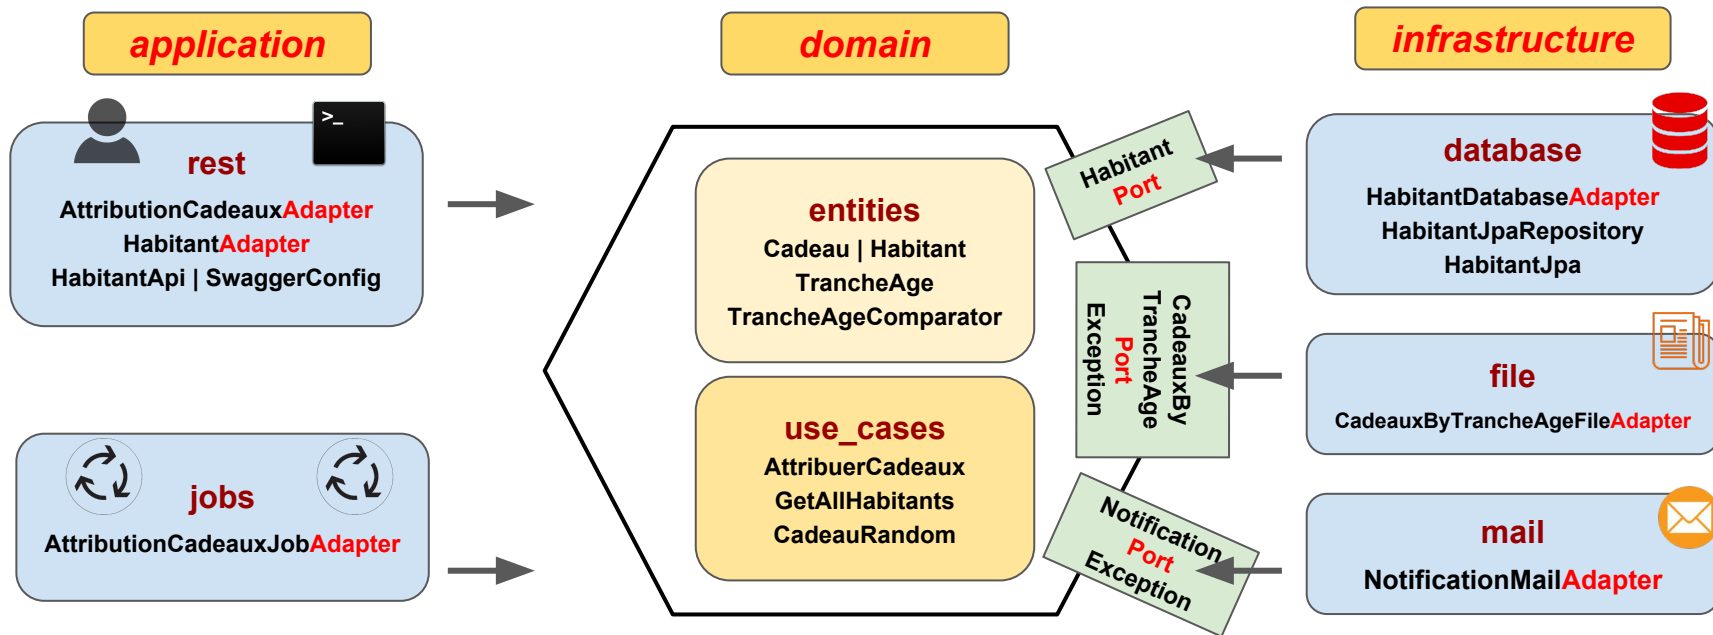 application
domain
infrastructure
>_
rest
AttributionCadeauxAdapter
HabitantAdapter
HabitantApi | SwaggerConfig
jobs
AttributionCadeauxJobAdapter
entities
Cadeau | Habitant
TrancheAge
TrancheAgeComparator
use_cases
AttribuerCadeaux
GetAllHabitants
CadeauRandom
Habitant
Port
CadeauxBy
TrancheAge
Port
Exception
Notification
Port
Exception
database
HabitantDatabaseAdapter
HabitantJpaRepository
HabitantJpa
file
CadeauxByTrancheAgeFileAdapter
mail
NotificationMailAdapter